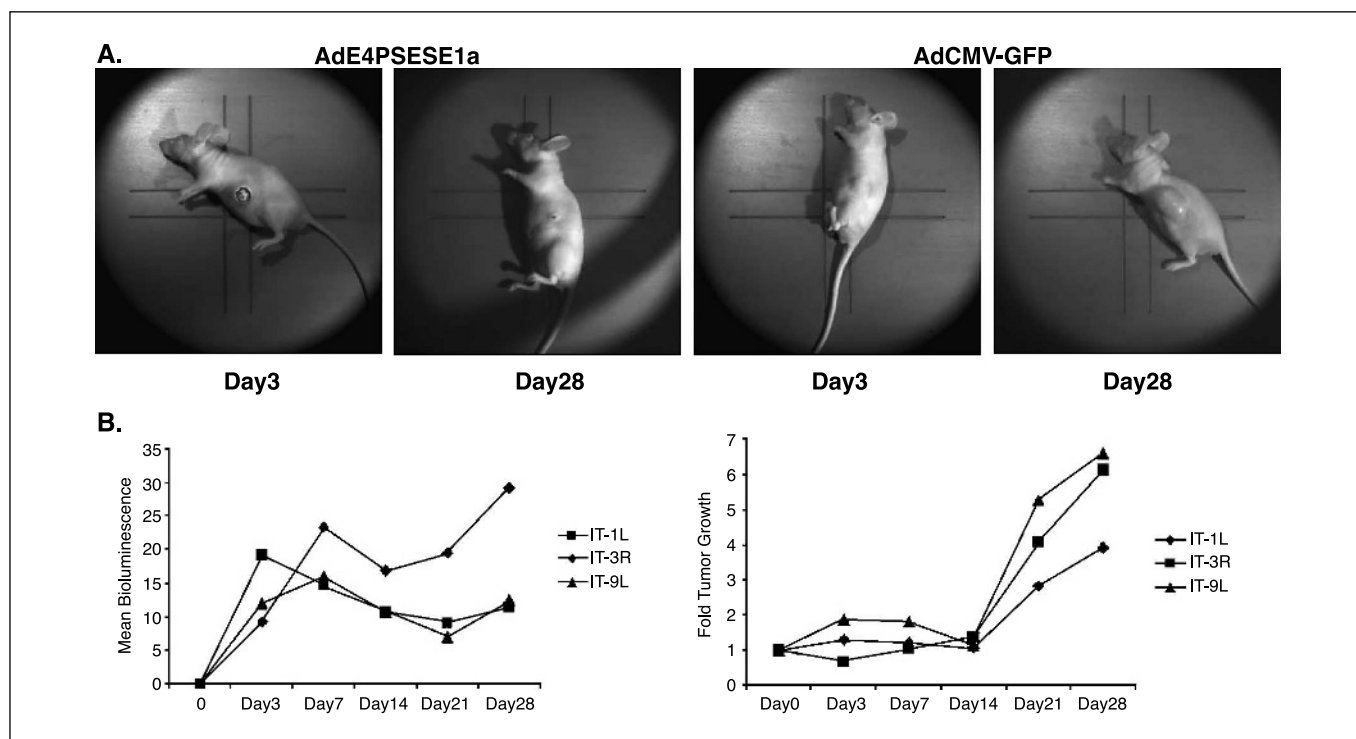 A.
AdE4PSESE1a
AdCMV-GFP
Day3
Day28
Day3
Day28
B.
Mean Bioluminescence
35
30
25
20
15
10
5
0
0 Day3 Day7 Day14 Day21 Day28
IT-1L
IT-3R
IT-9L
Fold Tumor Growth
7
6
5
4
3
2
1
0
Day0 Day3 Day7 Day14 Day21 Day28
IT-1L
IT-3R
IT-9L